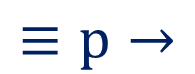 ≡ p →